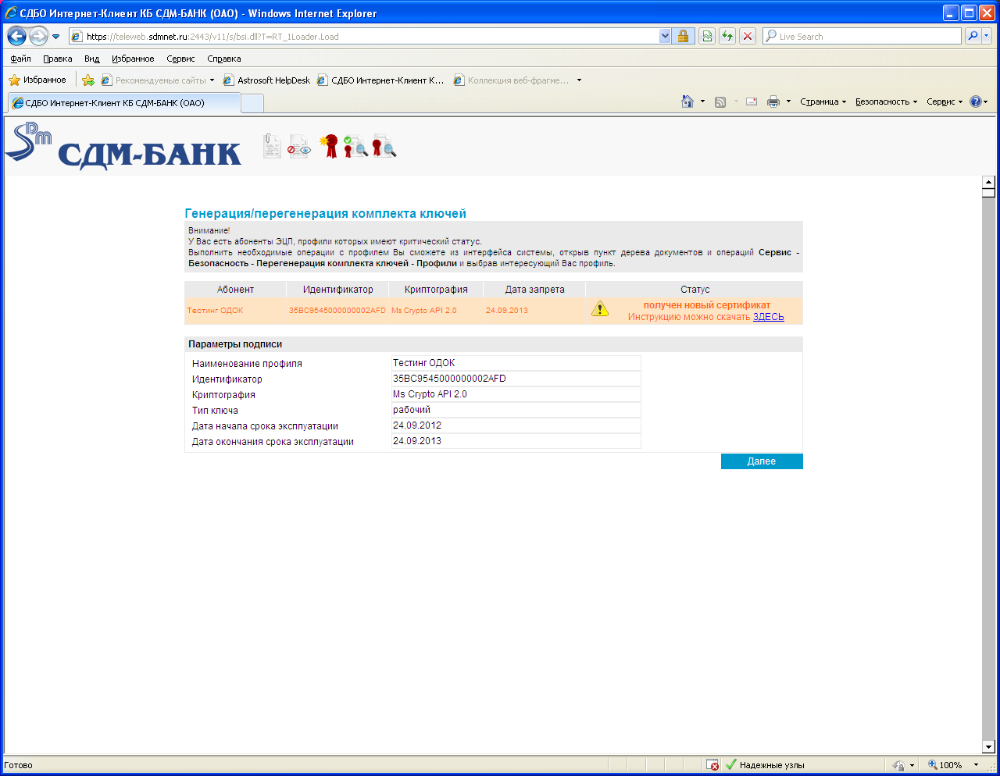 СДБО Интернет-Клиент КБ СДМ-БАНК (ОАО) - Windows Internet Explorer
https://teleweb.sdmnet.ru:2443/v11/s/bsi.dll?T=RT_1Loader.Load
Live Search
Файл Правка Вид Избранное Сервис Справка
Избранное Рекомендуемые сайты Astrosoft HelpDesk СДБО Интернет-Клиент К... Коллекция веб-фрагме...
СДБО Интернет-Клиент КБ СДМ-БАНК (ОАО)
Страница Безопасность Сервис
SDM СДМ-БАНК
Генерация/перегенерация комплекта ключей
Внимание!
У Вас есть абоненты ЭЦП, профили которых имеют критический статус.
Выполнить необходимые операции с профилем Вы сможете из интерфейса системы, открыв пункт дерева документов и операций Сервис -
Безопасность - Перегенерация комплекта ключей - Профили и выбрав интересующий Вас профиль.
Абонент Идентификатор Криптография Дата запрета Статус
Тестинг ОДОК 35BC9545000000002AFD Ms Crypto API 2.0 24.09.2013 получен новый сертификат
Инструкцию можно скачать ЗДЕСЬ
Параметры подписи
Наименование профиля Тестинг ОДОК
Идентификатор 35BC9545000000002AFD
Криптография Ms Crypto API 2.0
Тип ключа рабочий
Дата начала срока эксплуатации 24.09.2012
Дата окончания срока эксплуатации 24.09.2013
Далее
Готово Надежные узлы 100%